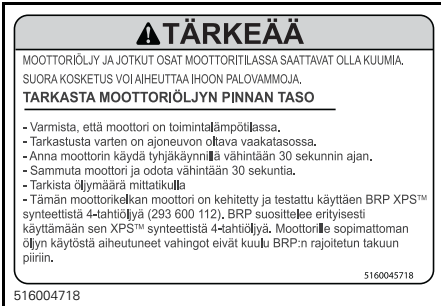 TÄRKEÄÄ
MOOTTORIÖLJY JA JOTKUT OSAT MOOTTORITILASSA SAATTAVAT OLLA KUUMIA.
SUORA KOSKETUS VOI AIHEUTTAA IHOON PALOVAMMOJA.
TARKASTA MOOTTORIÖLJYN PINNAN TASO
- Varmista, että moottori on toimintalämpötilassa.
- Tarkastusta varten on ajoneuvon oltava vaakatasossa.
- Anna moottorin käydä tyhjäkäynnillä vähintään 30 sekunnin ajan.
- Sammuta moottori ja odota vähintään 30 sekuntia.
- Tarkista öljymäärä mittatikulla
- Tämän moottorikelkan moottori on kehitetty ja testattu käyttäen BRP XPS™
synteettistä 4-tahtiöljyä (293 600 112). BRP suosittelee erityisesti
käyttämään sen XPS™ synteettistä 4-tahtiöljyä. Moottorille sopimattoman
öljyn käytöstä aiheutuneet vahingot eivät kuulu BRP:n rajoitetun takuun
piiriin.
5160045718
516004718